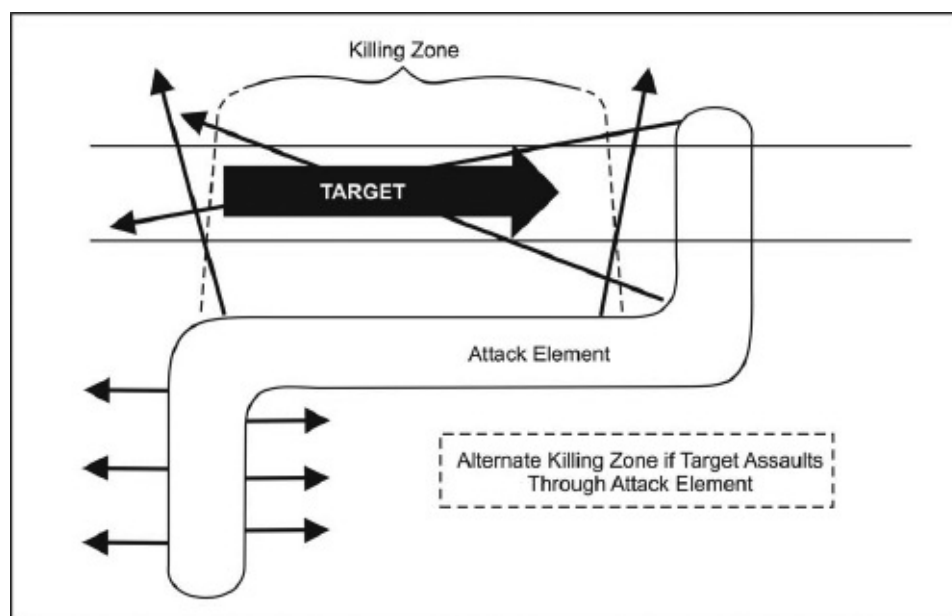 Killing Zone
TARGET
Attack Element
Alternate Killing Zone if Target Assaults
Through Attack Element